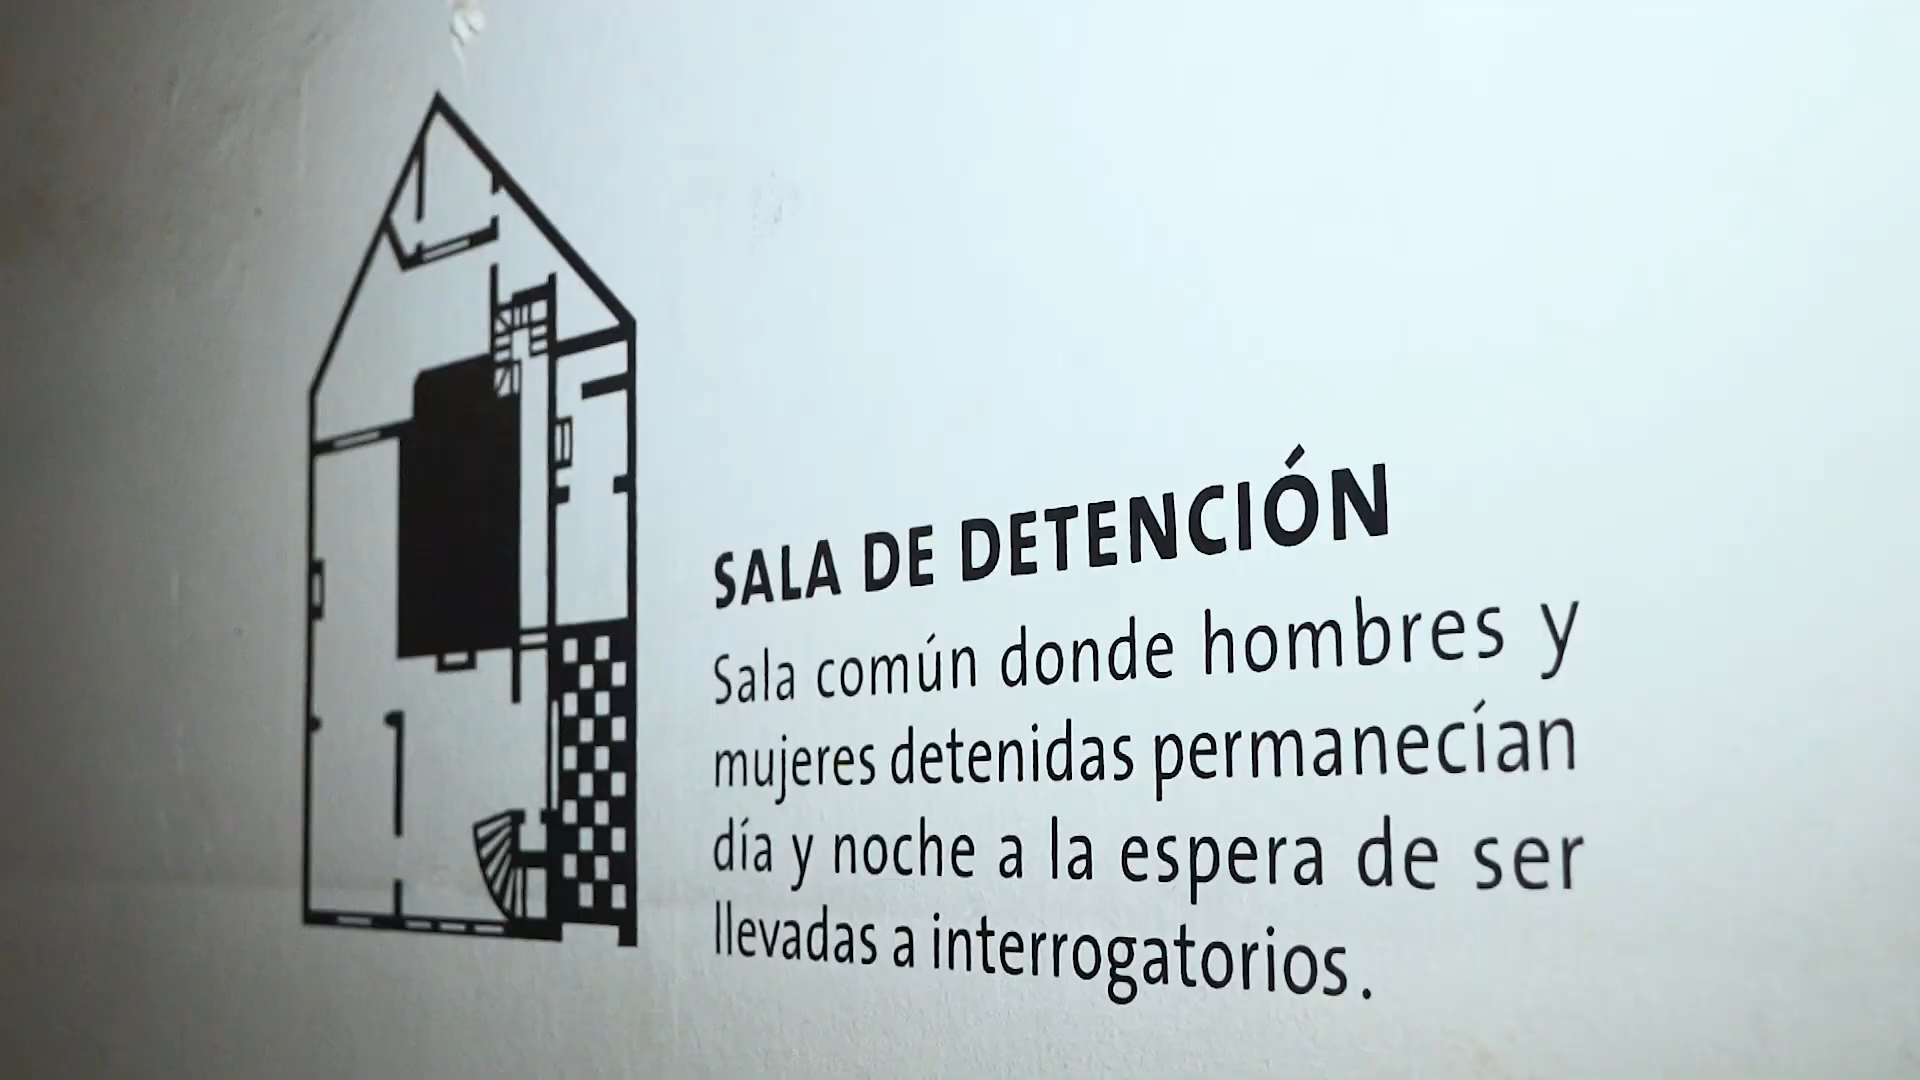 SALA DE DETENCIÓN
Sala común donde hombres y
mujeres detenidas permanecían
día y noche a la espera de ser
llevadas a interrogatorios.